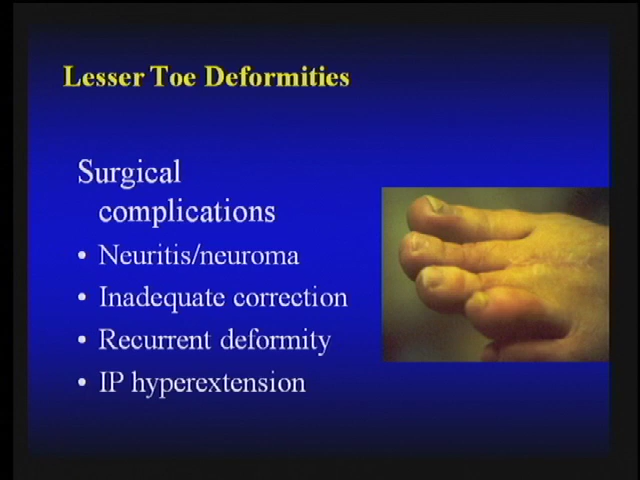 Lesser Toe Deformities
Surgical
complications
• Neuritis/neuroma
• Inadequate correction
• Recurrent deformity
• IP hyperextension